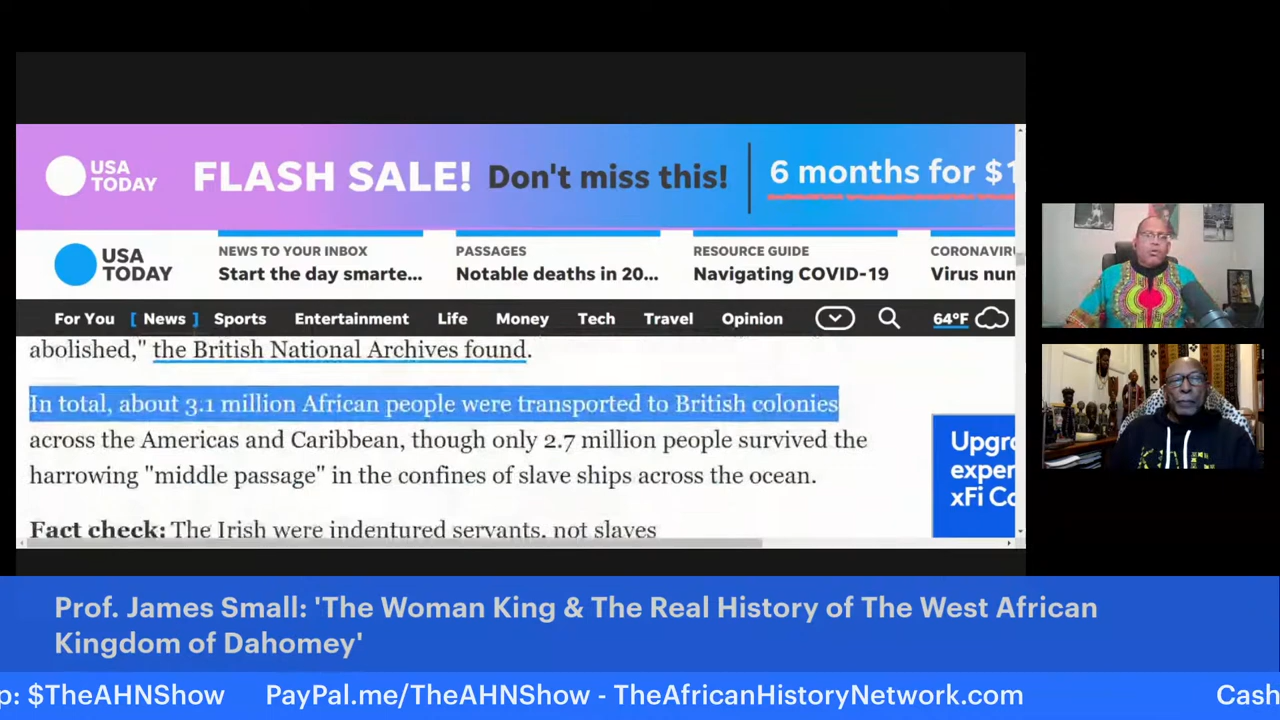 USA TODAY
FLASH SALE! Don't miss this!
6 months for $1
USA TODAY
NEWS TO YOUR INBOX
Start the day smarte...
PASSAGES
Notable deaths in 20...
RESOURCE GUIDE
Navigating COVID-19
CORONAVIR
Virus num
For You [ News ] Sports Entertainment Life Money Tech Travel Opinion 64°F
abolished," the British National Archives found.
In total, about 3.1 million African people were transported to British colonies
across the Americas and Caribbean, though only 2.7 million people survived the
harrowing "middle passage" in the confines of slave ships across the ocean.
Fact check: The Irish were indentured servants, not slaves
Upgr
exper
xFi Co
Prof. James Small: 'The Woman King & The Real History of The West African
Kingdom of Dahomey'
p: $TheAHNShow PayPal.me/TheAHNShow - TheAfricanHistoryNetwork.com Cash